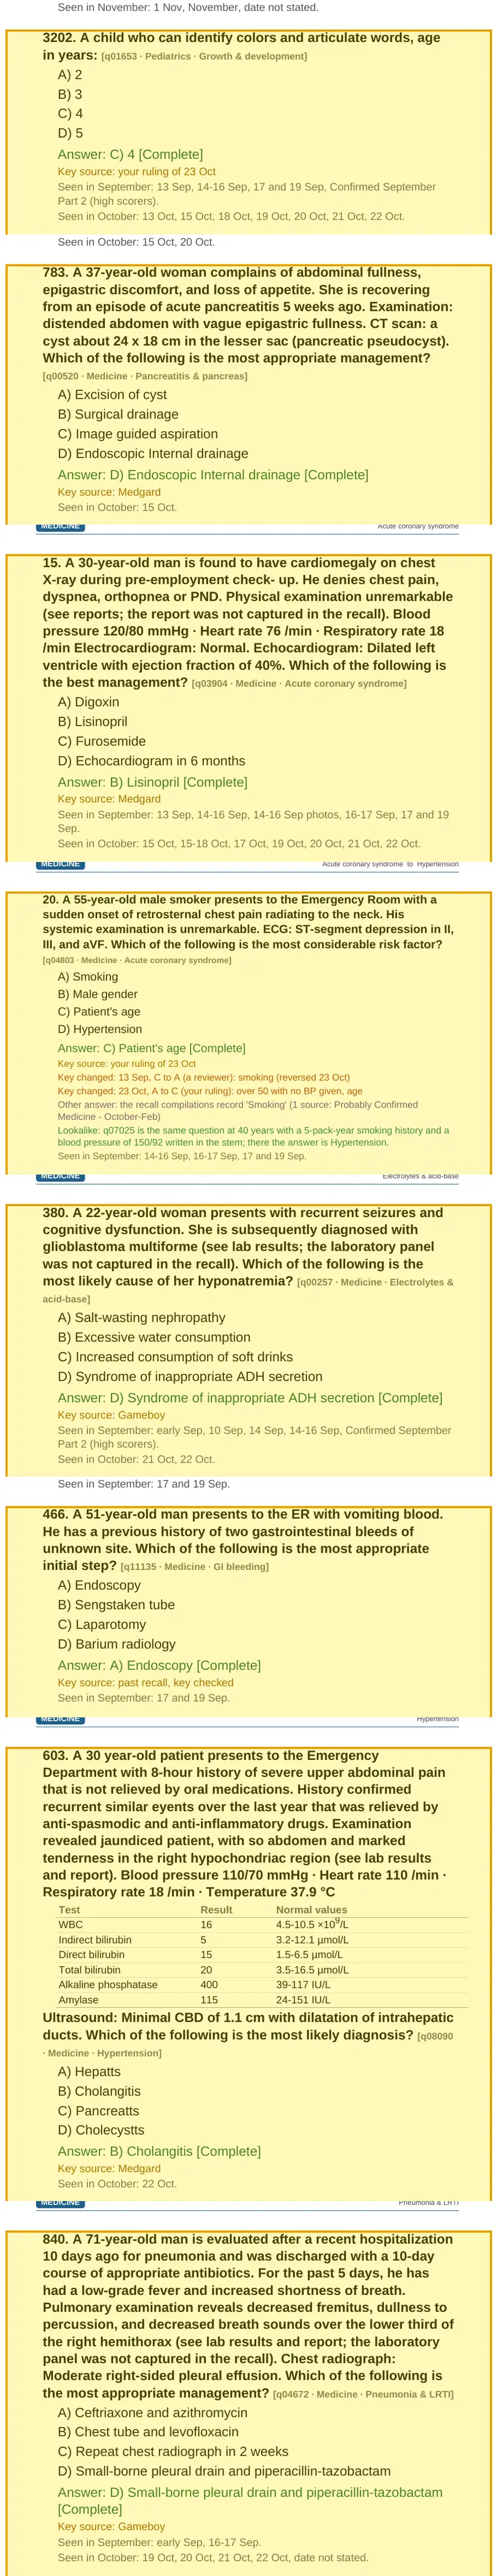 Seen in November: 1 Nov, November, date not stated.
3202. A child who can identify colors and articulate words, age
in years: [q01653 · Pediatrics · Growth & development]
A) 2
B) 3
C) 4
D) 5
Answer: C) 4 [Complete]
Key source: your ruling of 23 Oct
Seen in September: 13 Sep, 14-16 Sep, 17 and 19 Sep, Confirmed September
Part 2 (high scorers).
Seen in October: 13 Oct, 15 Oct, 18 Oct, 19 Oct, 20 Oct, 21 Oct, 22 Oct.
Seen in October: 15 Oct, 20 Oct.
783. A 37-year-old woman complains of abdominal fullness,
epigastric discomfort, and loss of appetite. She is recovering
from an episode of acute pancreatitis 5 weeks ago. Examination:
distended abdomen with vague epigastric fullness. CT scan: a
cyst about 24 x 18 cm in the lesser sac (pancreatic pseudocyst).
Which of the following is the most appropriate management?
[q00520 · Medicine · Pancreatitis & pancreas]
A) Excision of cyst
B) Surgical drainage
C) Image guided aspiration
D) Endoscopic Internal drainage
Answer: D) Endoscopic Internal drainage [Complete]
Key source: Medgard
Seen in October: 15 Oct.
MEDICINE Acute coronary syndrome
15. A 30-year-old man is found to have cardiomegaly on chest
X-ray during pre-employment check- up. He denies chest pain,
dyspnea, orthopnea or PND. Physical examination unremarkable
(see reports; the report was not captured in the recall). Blood
pressure 120/80 mmHg · Heart rate 76 /min · Respiratory rate 18
/min Electrocardiogram: Normal. Echocardiogram: Dilated left
ventricle with ejection fraction of 40%. Which of the following is
the best management? [q03904 · Medicine · Acute coronary syndrome]
A) Digoxin
B) Lisinopril
C) Furosemide
D) Echocardiogram in 6 months
Answer: B) Lisinopril [Complete]
Key source: Medgard
Seen in September: 13 Sep, 14-16 Sep, 14-16 Sep photos, 16-17 Sep, 17 and 19
Sep.
Seen in October: 15 Oct, 15-18 Oct, 17 Oct, 19 Oct, 20 Oct, 21 Oct, 22 Oct.
MEDICINE Acute coronary syndrome to Hypertension
20. A 55-year-old male smoker presents to the Emergency Room with a
sudden onset of retrosternal chest pain radiating to the neck. His
systemic examination is unremarkable. ECG: ST-segment depression in II,
III, and aVF. Which of the following is the most considerable risk factor?
[q04803 · Medicine · Acute coronary syndrome]
A) Smoking
B) Male gender
C) Patient's age
D) Hypertension
Answer: C) Patient's age [Complete]
Key source: your ruling of 23 Oct
Key changed: 13 Sep, C to A (a reviewer): smoking (reversed 23 Oct)
Key changed: 23 Oct, A to C (your ruling): over 50 with no BP given, age
Other answer: the recall compilations record 'Smoking' (1 source: Probably Confirmed
Medicine - October-Feb)
Lookalike: q07025 is the same question at 40 years with a 5-pack-year smoking history and a
blood pressure of 150/92 written in the stem; there the answer is Hypertension.
Seen in September: 14-16 Sep, 16-17 Sep, 17 and 19 Sep.
MEDICINE Electrolytes & acid-base
380. A 22-year-old woman presents with recurrent seizures and
cognitive dysfunction. She is subsequently diagnosed with
glioblastoma multiforme (see lab results; the laboratory panel
was not captured in the recall). Which of the following is the
most likely cause of her hyponatremia? [q00257 · Medicine · Electrolytes &
acid-base]
A) Salt-wasting nephropathy
B) Excessive water consumption
C) Increased consumption of soft drinks
D) Syndrome of inappropriate ADH secretion
Answer: D) Syndrome of inappropriate ADH secretion [Complete]
Key source: Gameboy
Seen in September: early Sep, 10 Sep, 14 Sep, 14-16 Sep, Confirmed September
Part 2 (high scorers).
Seen in October: 21 Oct, 22 Oct.
Seen in September: 17 and 19 Sep.
466. A 51-year-old man presents to the ER with vomiting blood.
He has a previous history of two gastrointestinal bleeds of
unknown site. Which of the following is the most appropriate
initial step? [q11135 · Medicine · GI bleeding]
A) Endoscopy
B) Sengstaken tube
C) Laparotomy
D) Barium radiology
Answer: A) Endoscopy [Complete]
Key source: past recall, key checked
Seen in September: 17 and 19 Sep.
MEDICINE Hypertension
603. A 30 year-old patient presents to the Emergency
Department with 8-hour history of severe upper abdominal pain
that is not relieved by oral medications. History confirmed
recurrent similar eyents over the last year that was relieved by
anti-spasmodic and anti-inflammatory drugs. Examination
revealed jaundiced patient, with so abdomen and marked
tenderness in the right hypochondriac region (see lab results
and report). Blood pressure 110/70 mmHg · Heart rate 110 /min ·
Respiratory rate 18 /min · Temperature 37.9 °C
Test Result Normal values
WBC 16 4.5-10.5 ×10⁹/L
Indirect bilirubin 5 3.2-12.1 µmol/L
Direct bilirubin 15 1.5-6.5 µmol/L
Total bilirubin 20 3.5-16.5 µmol/L
Alkaline phosphatase 400 39-117 IU/L
Amylase 115 24-151 IU/L
Ultrasound: Minimal CBD of 1.1 cm with dilatation of intrahepatic
ducts. Which of the following is the most likely diagnosis? [q08090
· Medicine · Hypertension]
A) Hepatts
B) Cholangitis
C) Pancreatts
D) Cholecystts
Answer: B) Cholangitis [Complete]
Key source: Medgard
Seen in October: 22 Oct.
MEDICINE Pneumonia & LRTI
840. A 71-year-old man is evaluated after a recent hospitalization
10 days ago for pneumonia and was discharged with a 10-day
course of appropriate antibiotics. For the past 5 days, he has
had a low-grade fever and increased shortness of breath.
Pulmonary examination reveals decreased fremitus, dullness to
percussion, and decreased breath sounds over the lower third of
the right hemithorax (see lab results and report; the laboratory
panel was not captured in the recall). Chest radiograph:
Moderate right-sided pleural effusion. Which of the following is
the most appropriate management? [q04672 · Medicine · Pneumonia & LRTI]
A) Ceftriaxone and azithromycin
B) Chest tube and levofloxacin
C) Repeat chest radiograph in 2 weeks
D) Small-borne pleural drain and piperacillin-tazobactam
Answer: D) Small-borne pleural drain and piperacillin-tazobactam
[Complete]
Key source: Gameboy
Seen in September: early Sep, 16-17 Sep.
Seen in October: 19 Oct, 20 Oct, 21 Oct, 22 Oct, date not stated.